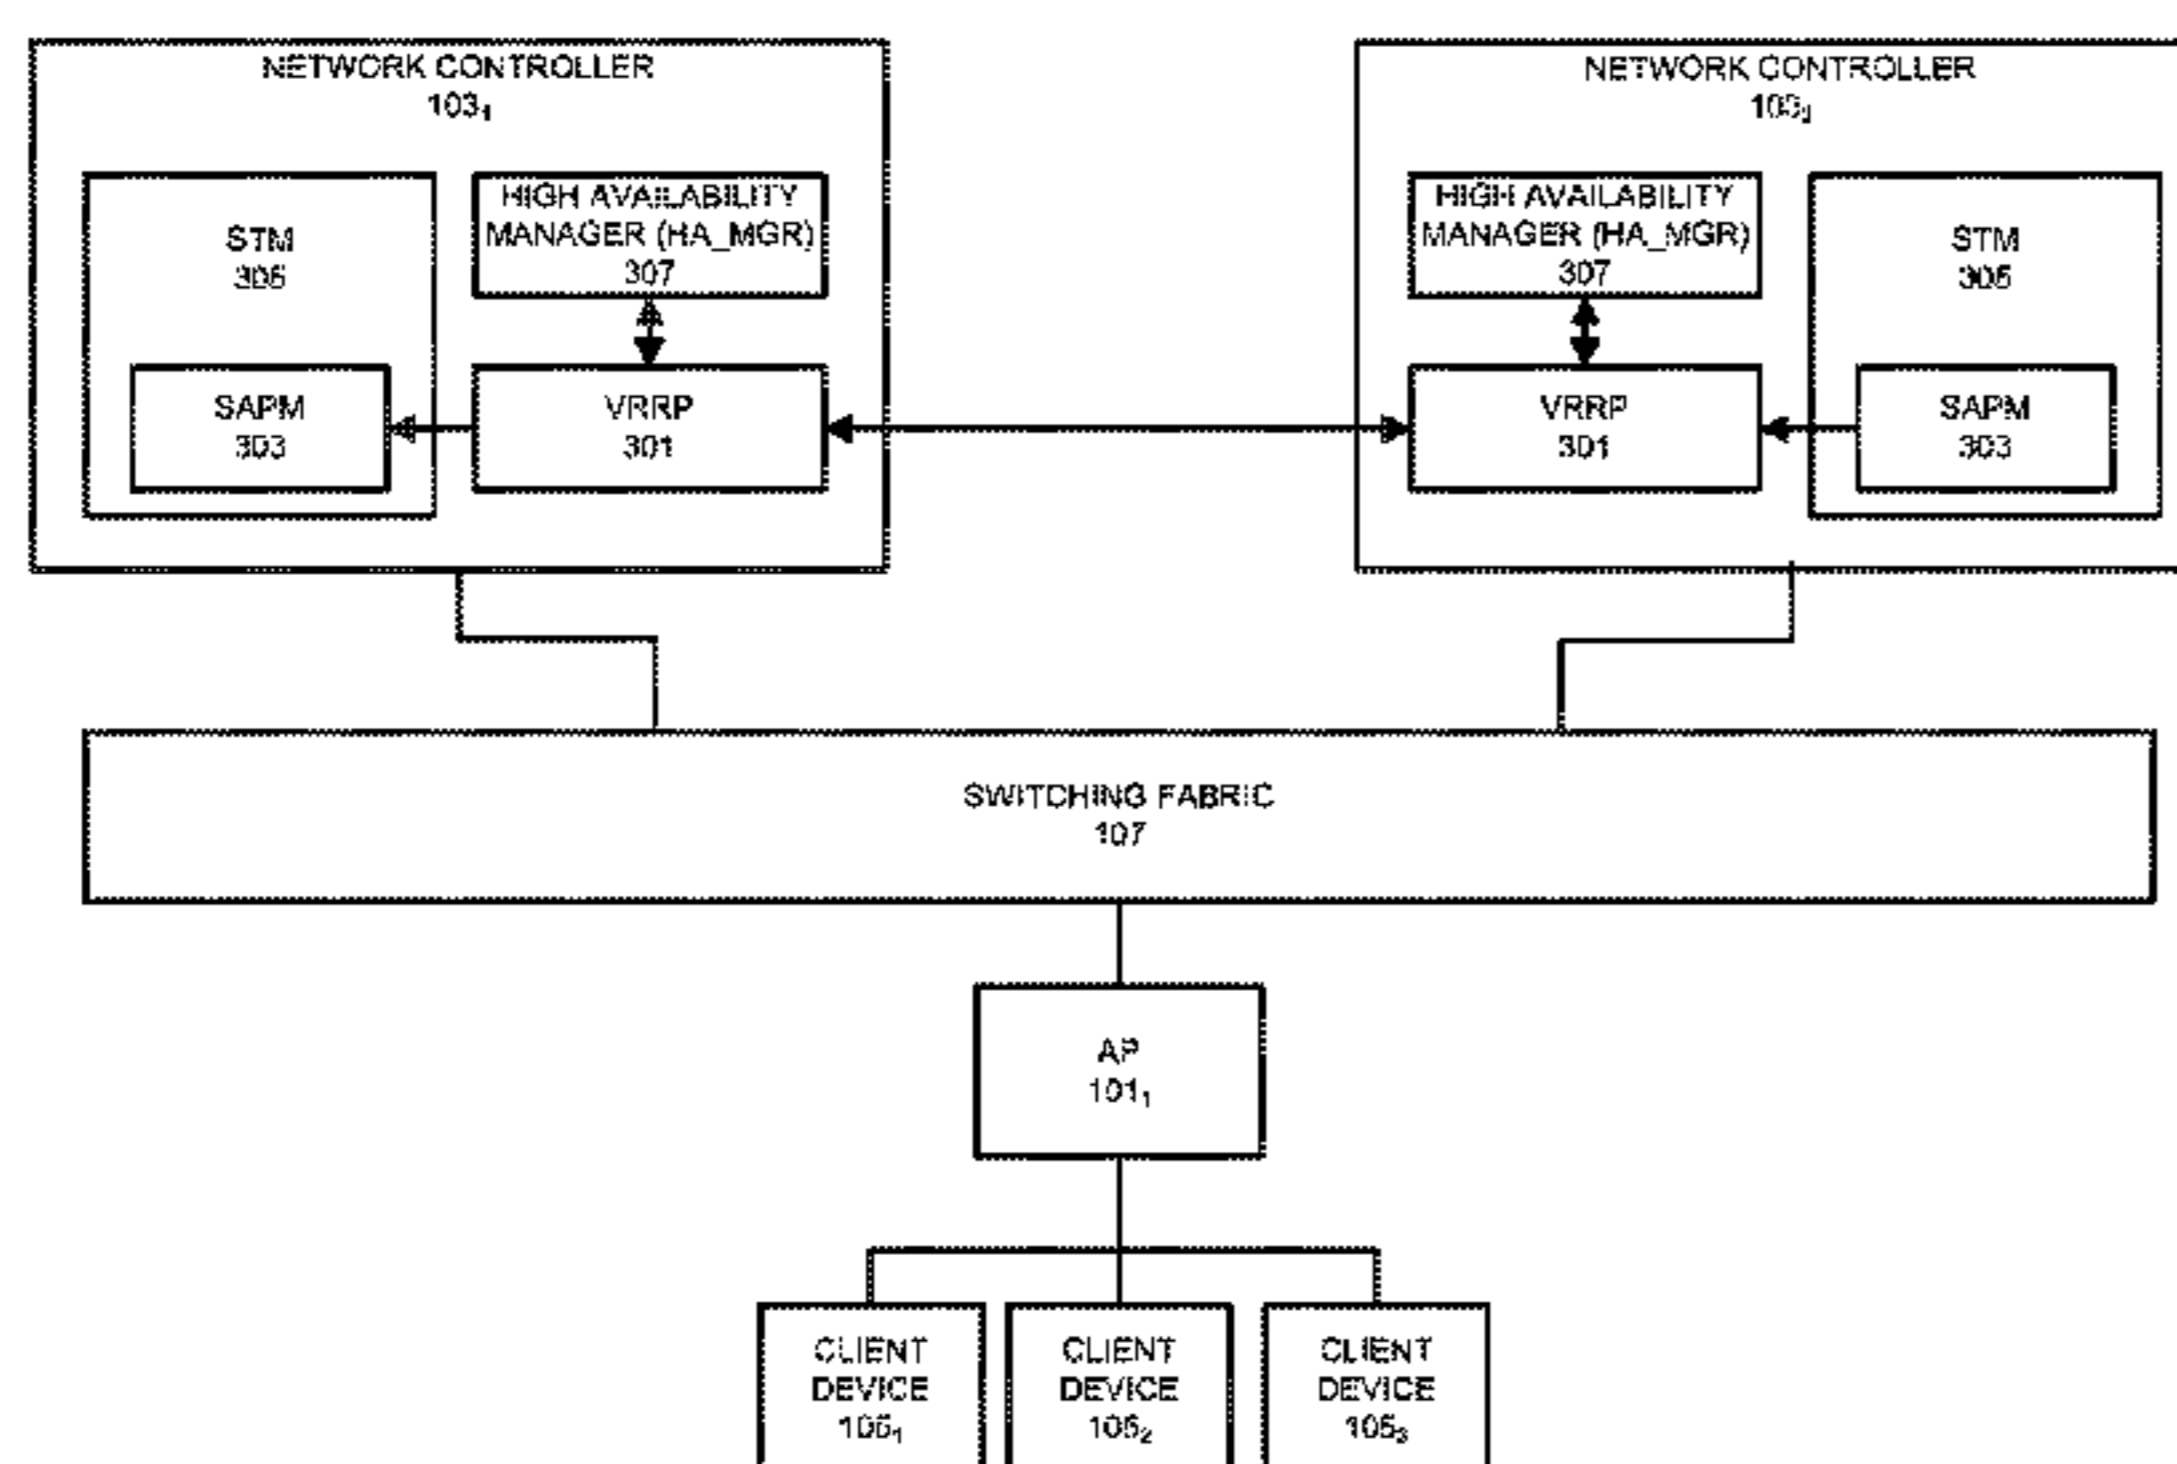 NETWORK CONTROLLER
103₁
NETWORK CONTROLLER
103ⱼ
STM
305
HIGH AVAILABILITY
MANAGER (HA_MGR)
307
SAPM
303
VRRP
301
HIGH AVAILABILITY
MANAGER (HA_MGR)
307
STM
305
VRRP
301
SAPM
303
SWITCHING FABRIC
107
AP
101₁
CLIENT
DEVICE
105₁
CLIENT
DEVICE
105₂
CLIENT
DEVICE
105₃